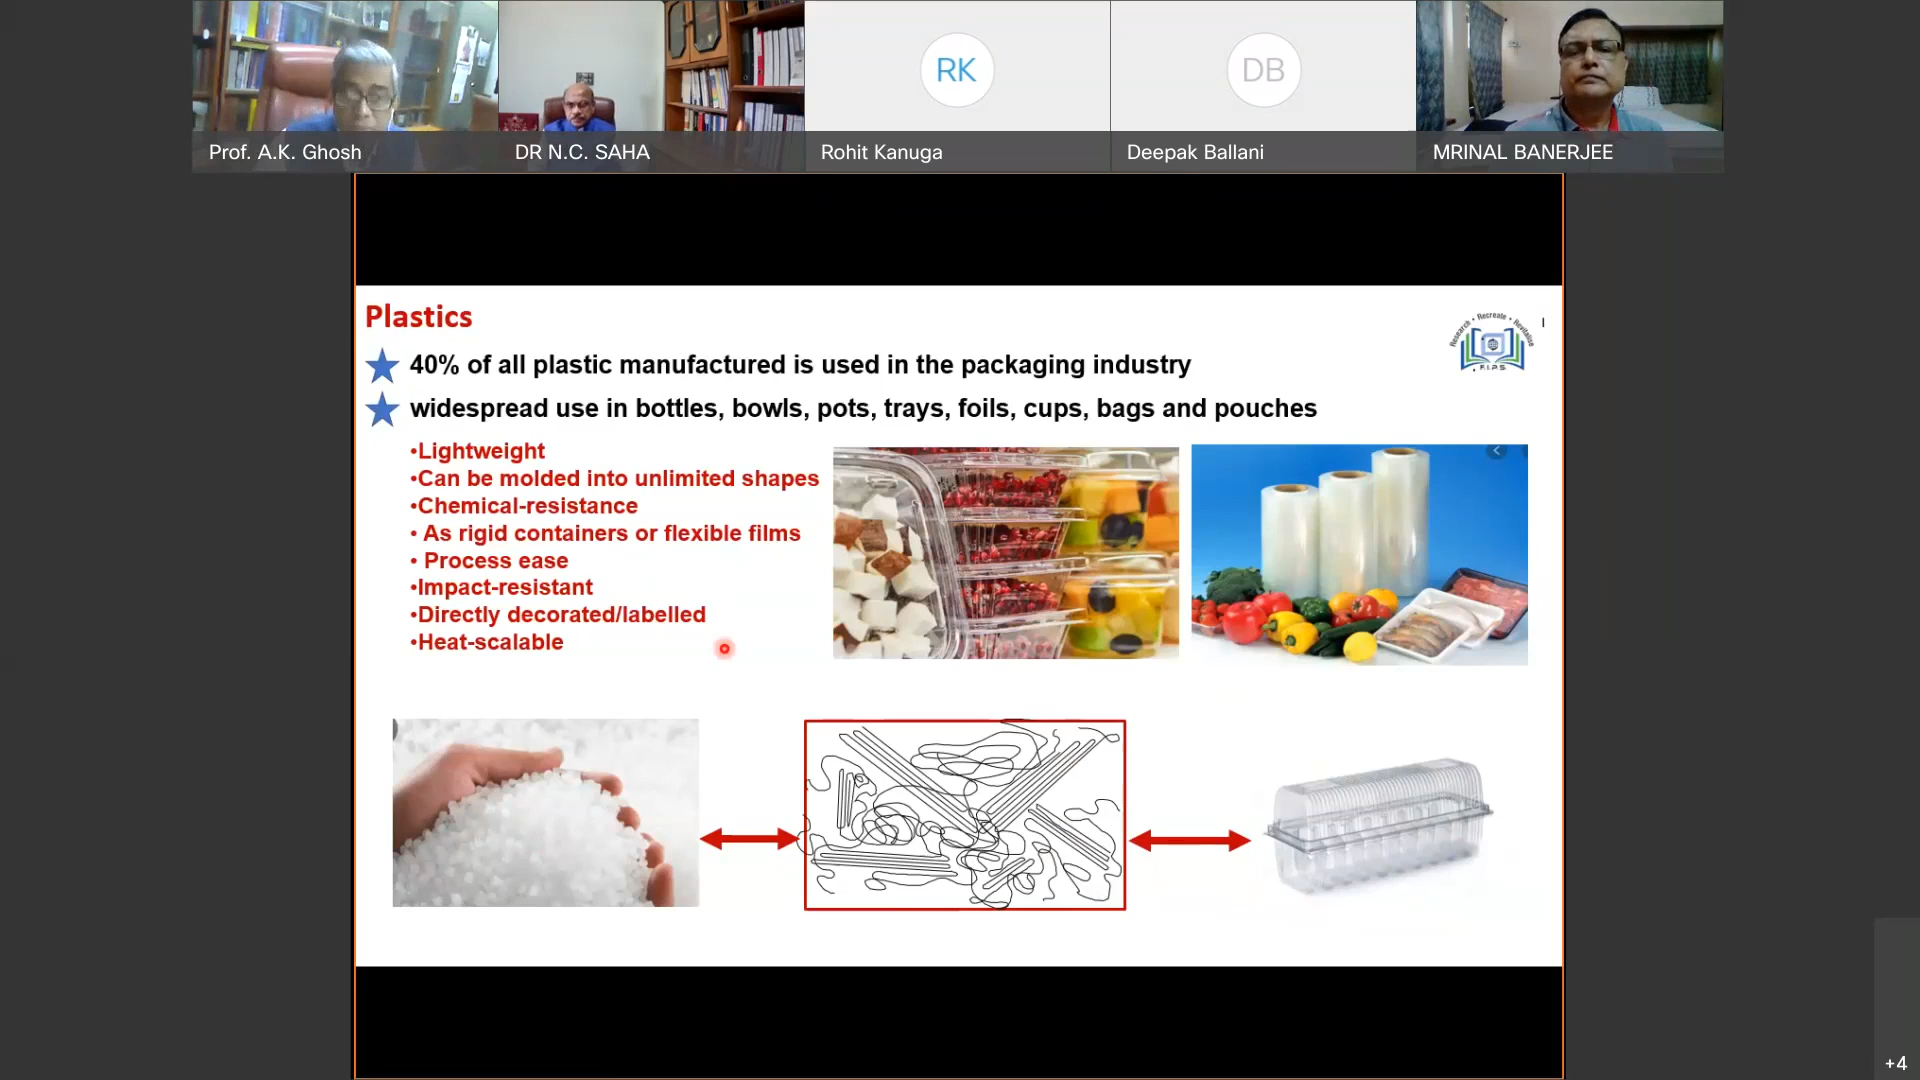 Prof. A.K. Ghosh
DR N.C. SAHA
RK
Rohit Kanuga
DB
Deepak Ballani
MRINAL BANERJEE
Plastics
Research • Recreate • Revitalise
F.I.P.S.
40% of all plastic manufactured is used in the packaging industry
widespread use in bottles, bowls, pots, trays, foils, cups, bags and pouches
•Lightweight
•Can be molded into unlimited shapes
•Chemical-resistance
• As rigid containers or flexible films
• Process ease
•Impact-resistant
•Directly decorated/labelled
•Heat-scalable
+4